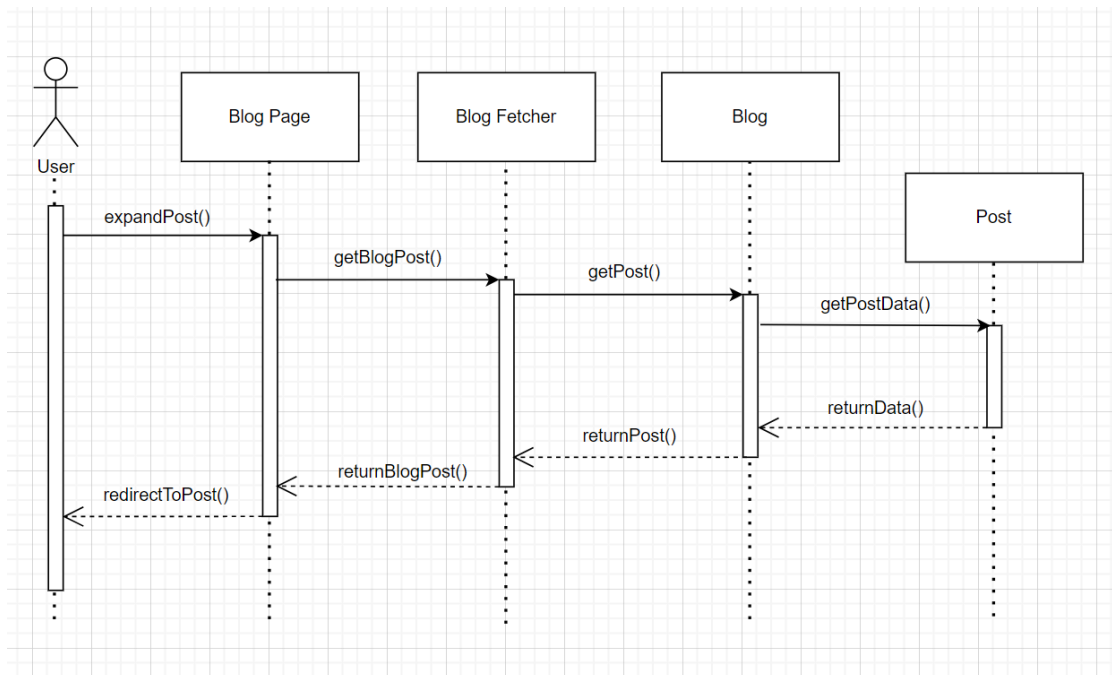 User
Blog Page
Blog Fetcher
Blog
Post
expandPost()
getBlogPost()
getPost()
getPostData()
returnData()
returnPost()
returnBlogPost()
redirectToPost()